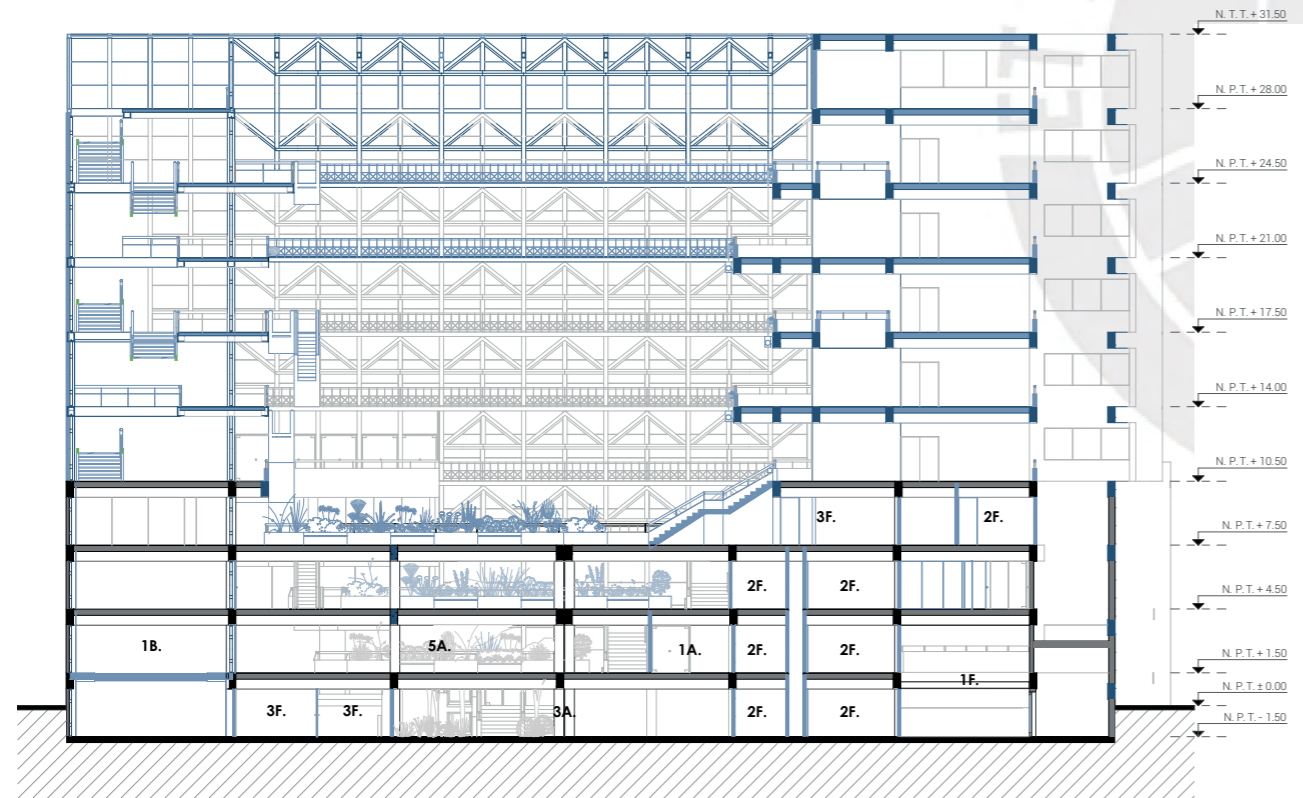 N. T. T. + 31.50
N. P. T. + 28.00
N. P. T. + 24.50
N. P. T. + 21.00
N. P. T. + 17.50
N. P. T. + 14.00
N. P. T. + 10.50
3F. 2F.
N. P. T. + 7.50
2F. 2F.
N. P. T. + 4.50
1B. 5A. 1A. 2F. 2F.
N. P. T. + 1.50
1F.
N. P. T. ± 0.00
3F. 3F. 3A. 2F. 2F.
N. P. T. - 1.50
ET